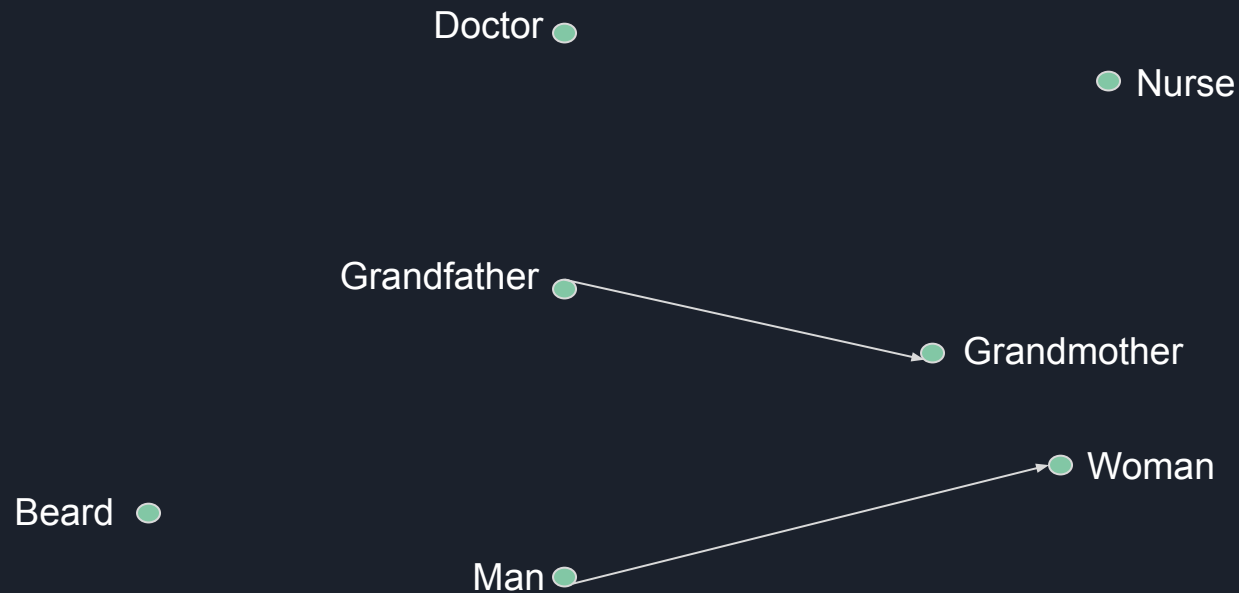 Doctor
Nurse
Grandfather
Grandmother
Woman
Beard
Man